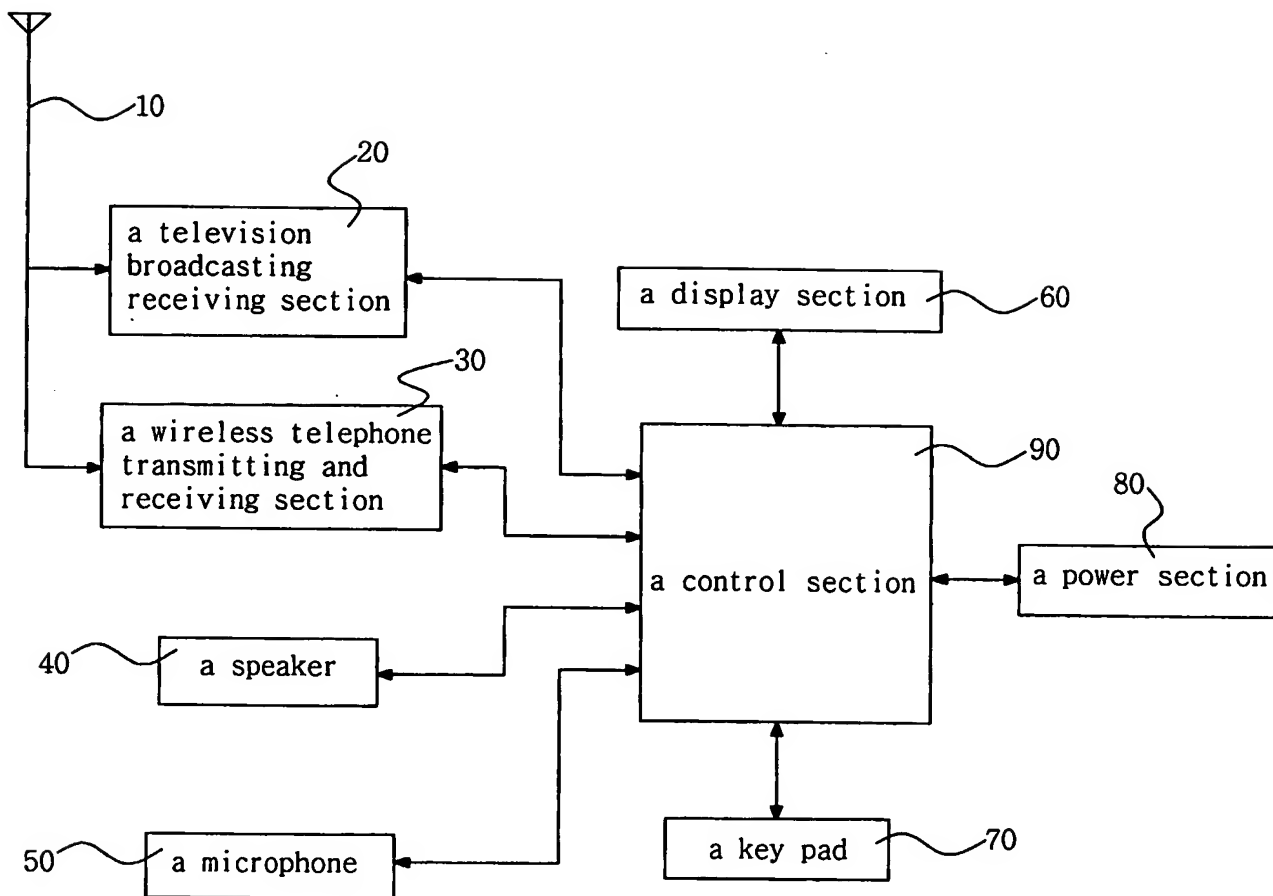 10
20
a television
broadcasting
receiving section
a display section
60
30
a wireless telephone
transmitting and
receiving section
90
80
a control section
a power section
40
a speaker
50
a microphone
a key pad
70